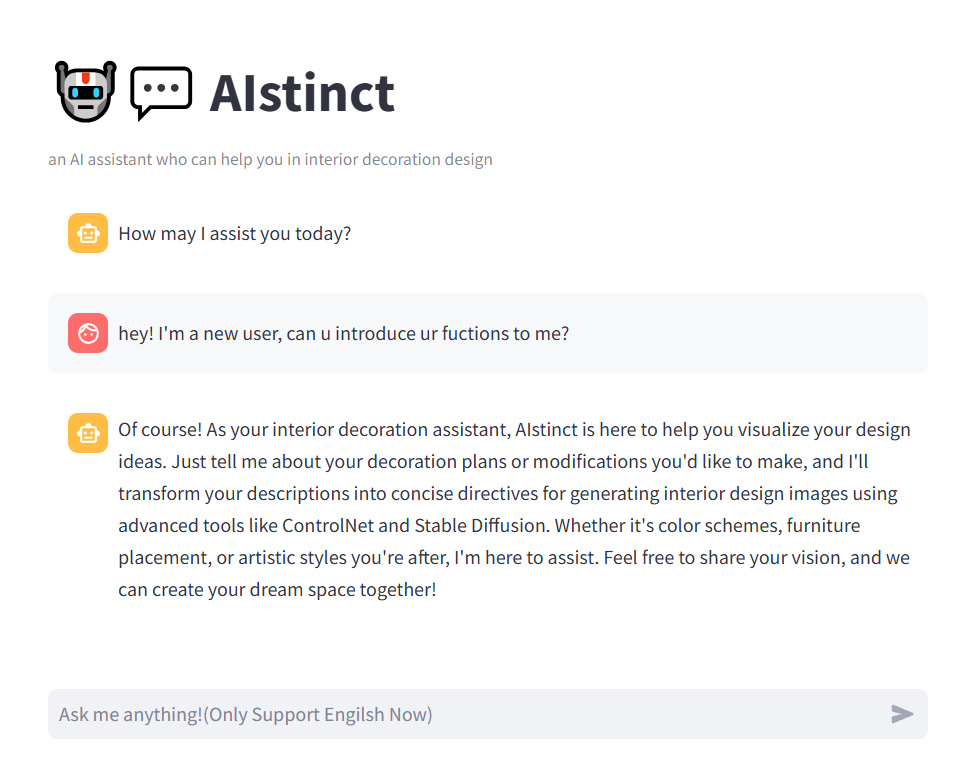 AIstinct
an AI assistant who can help you in interior decoration design
How may I assist you today?
hey! I'm a new user, can u introduce ur fuctions to me?
Of course! As your interior decoration assistant, AIstinct is here to help you visualize your design
ideas. Just tell me about your decoration plans or modifications you'd like to make, and I'll
transform your descriptions into concise directives for generating interior design images using
advanced tools like ControlNet and Stable Diffusion. Whether it's color schemes, furniture
placement, or artistic styles you're after, I'm here to assist. Feel free to share your vision, and we
can create your dream space together!
Ask me anything!(Only Support Engilsh Now)